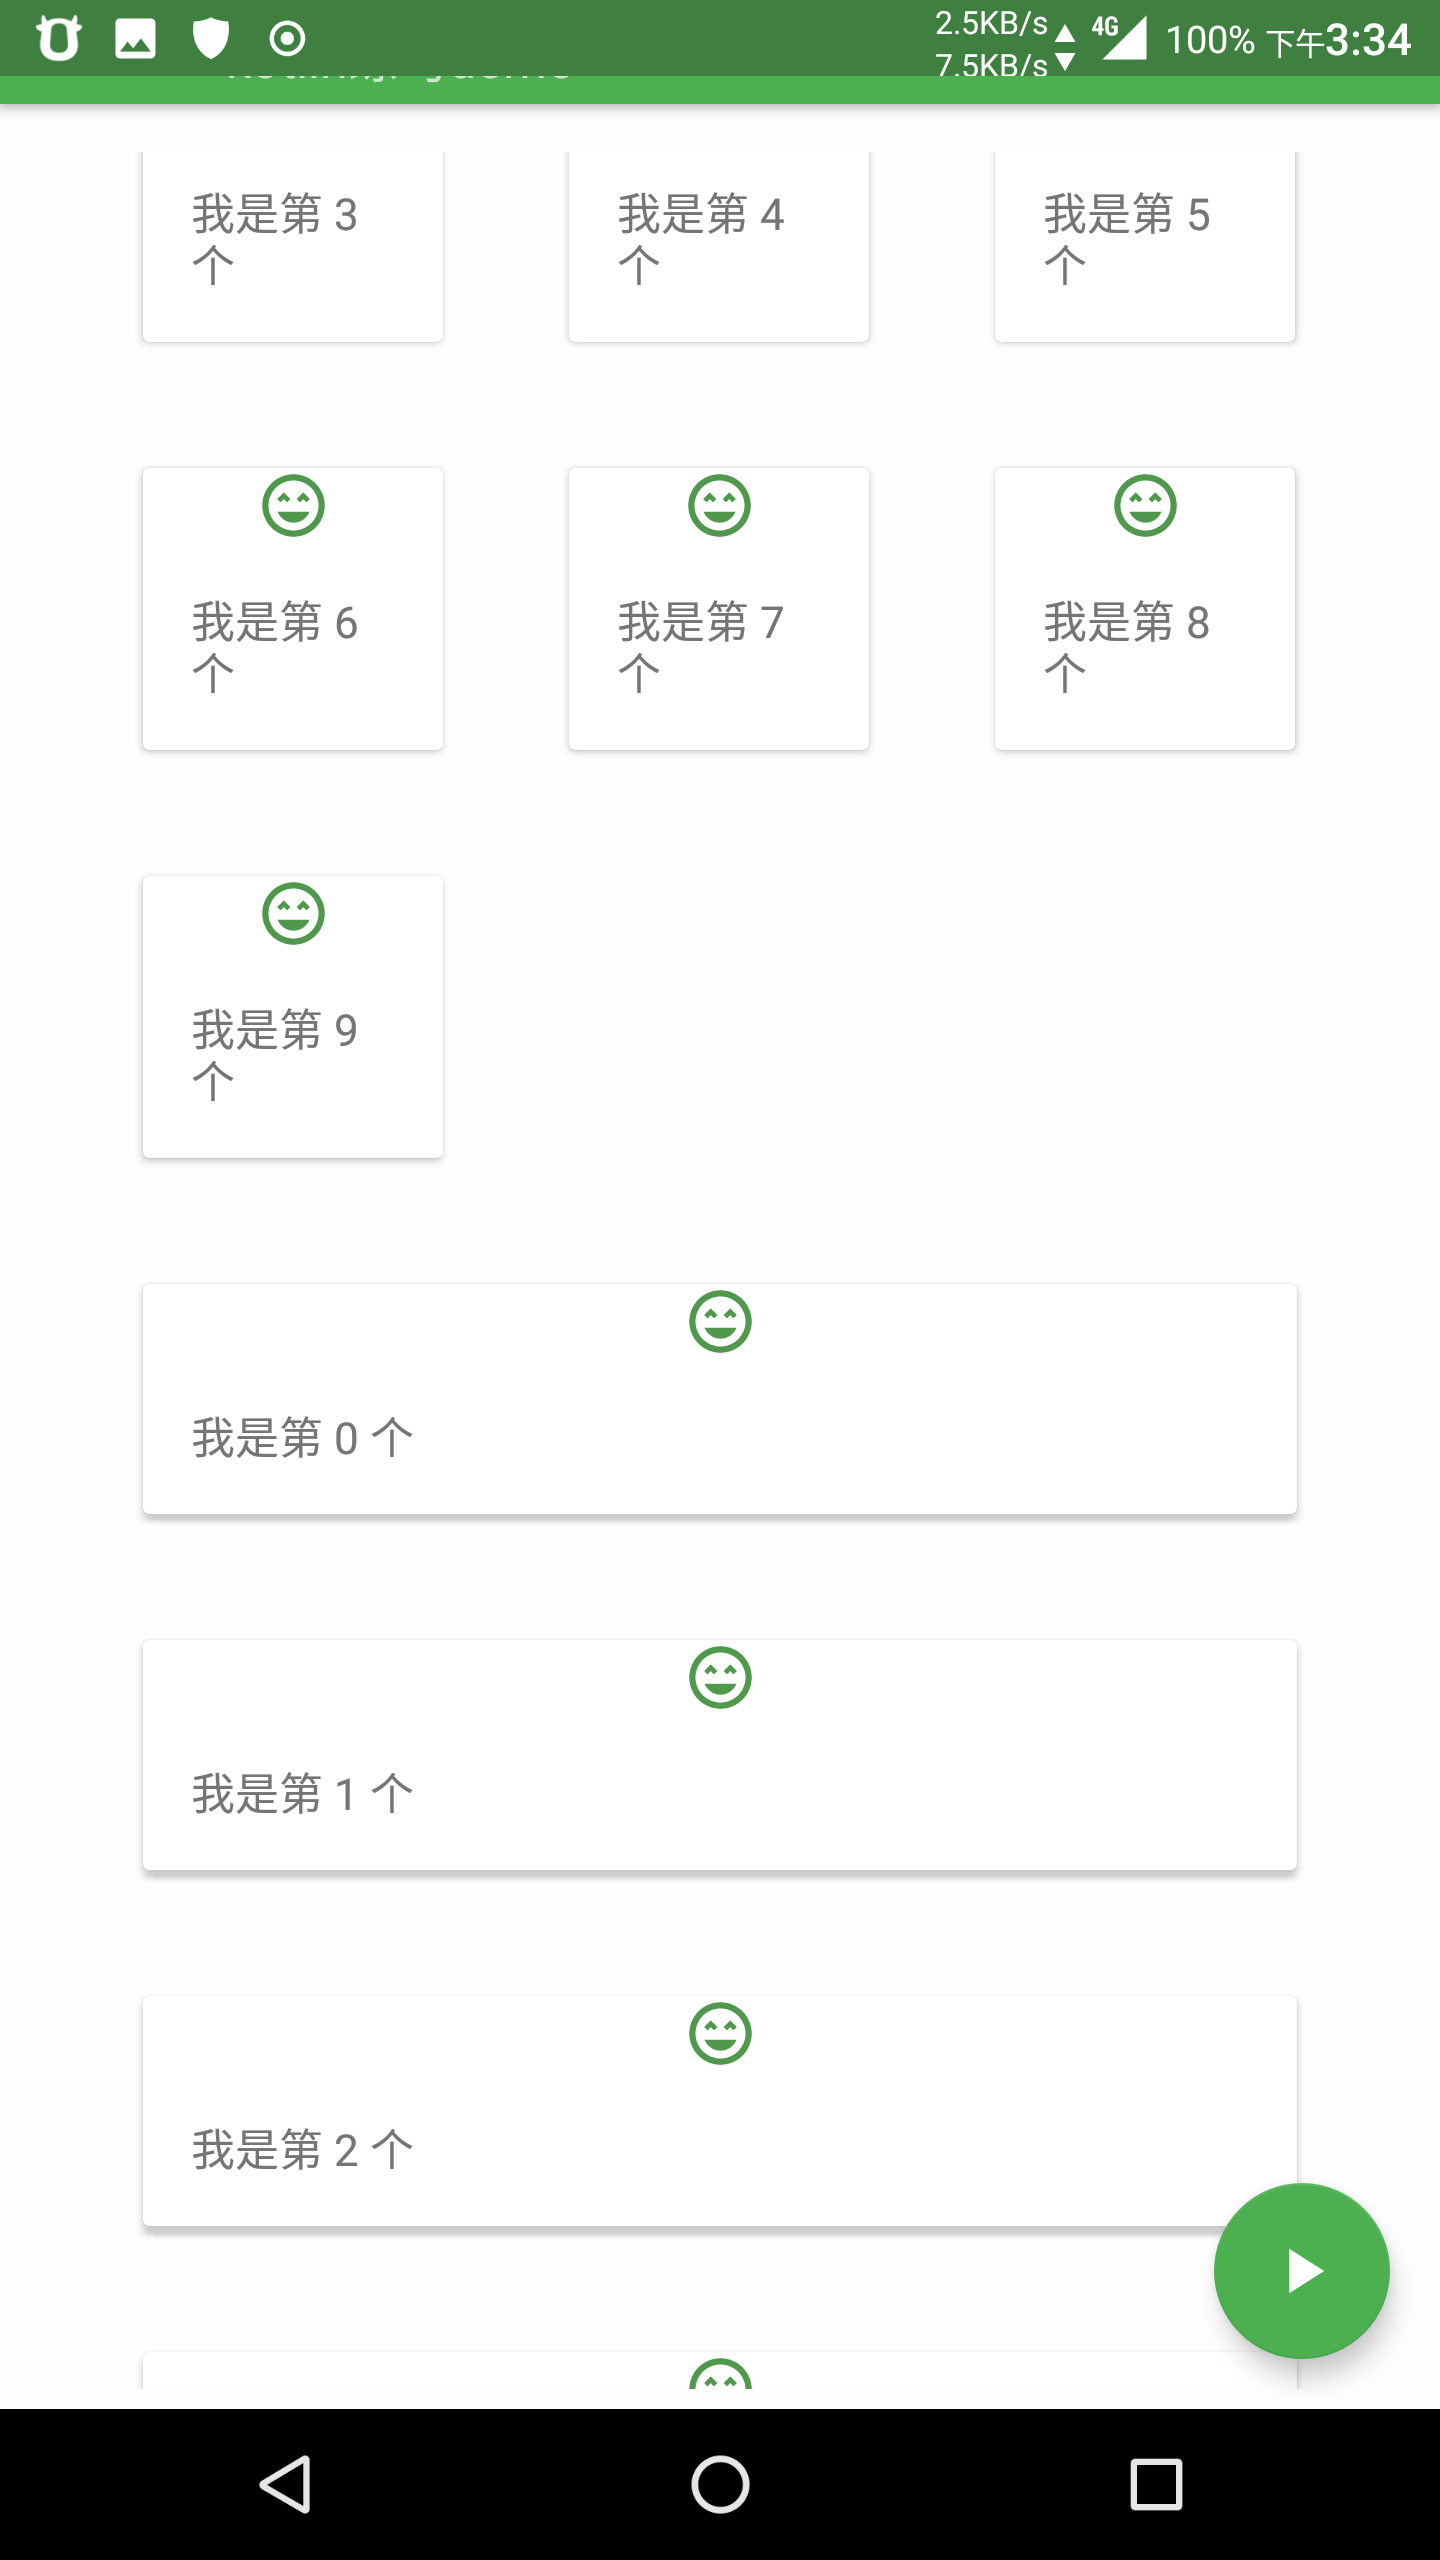 2.5KB/s
7.5KB/s
4G
100%
下午3:34
我是第 3
个
我是第 4
个
我是第 5
个
我是第 6
个
我是第 7
个
我是第 8
个
我是第 9
个
我是第 0 个
我是第 1 个
我是第 2 个